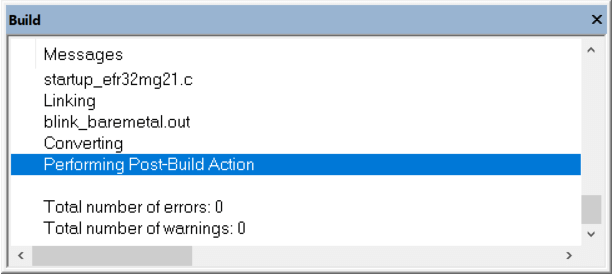 Build
Messages
startup_efr32mg21.c
Linking
blink_baremetal.out
Converting
Performing Post-Build Action
Total number of errors: 0
Total number of warnings: 0